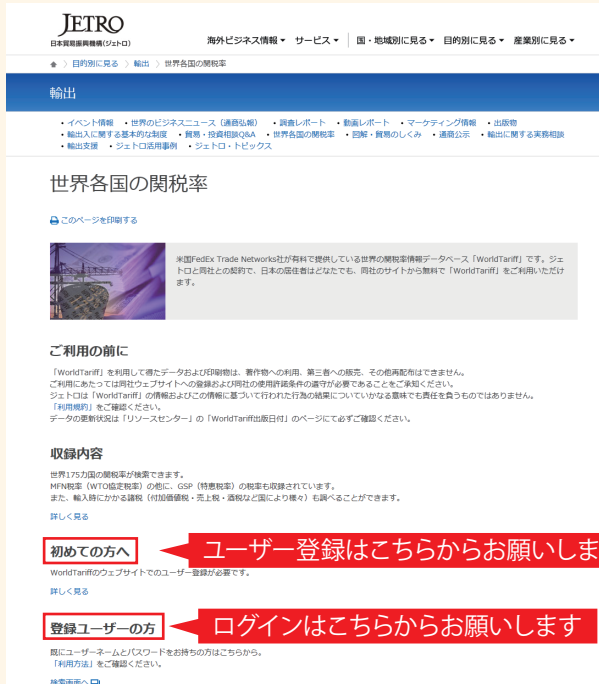 JETRO
日本貿易振興機構(ジェトロ)
海外ビジネス情報▼ サービス▼ 国・地域別に見る▼ 目的別に見る▼ 産業別に見る▼
目的別に見る 〉 輸出 〉 世界各国の関税率
輸出
・イベント情報 ・世界のビジネスニュース(通商弘報) ・調査レポート ・動画レポート ・マーケティング情報 ・出版物
・輸出入に関する基本的な制度 ・貿易・投資相談Q&A ・世界各国の関税率 ・図解・貿易のしくみ ・通商公示 ・輸出に関する実務相談
・輸出支援 ・ジェトロ活用事例 ・ジェトロ・トピックス
世界各国の関税率
このページを印刷する
米国FedEx Trade Networks社が有料で提供している世界の関税率情報データベース「WorldTariff」です。ジェ
トロと同社との契約で、日本の居住者はどなたでも、同社のサイトから無料で「WorldTariff」をご利用いただけ
ます。
ご利用の前に
「WorldTariff」を利用して得たデータおよび印刷物は、著作物への利用、第三者への販売、その他再配布はできません。
ご利用にあたっては同社ウェブサイトへの登録および同社の使用許諾条件の遵守が必要であることをご承知ください。
ジェトロは「WorldTariff」の情報およびこの情報に基づいて行われた行為の結果についていかなる意味でも責任を負うものではありません。
「利用規約」をご確認ください。
データの更新状況は「リソースセンター」の「WorldTariff出版日付」のページにて必ずご確認ください。
収録内容
世界175カ国の関税率が検索できます。
MFN税率(WTO協定税率)の他に、GSP(特恵税率)の税率も収録されています。
また、輸入時にかかる諸税(付加価値税・売上税・酒税など国により様々)も調べることができます。
詳しく見る
初めての方へ
ユーザー登録はこちらからお願いしま
WorldTariffのウェブサイトでのユーザー登録が必要です。
詳しく見る
登録ユーザーの方
ログインはこちらからお願いします
既にユーザーネームとパスワードをお持ちの方はこちらから。
「利用方法」をご確認ください。
検索画面へ